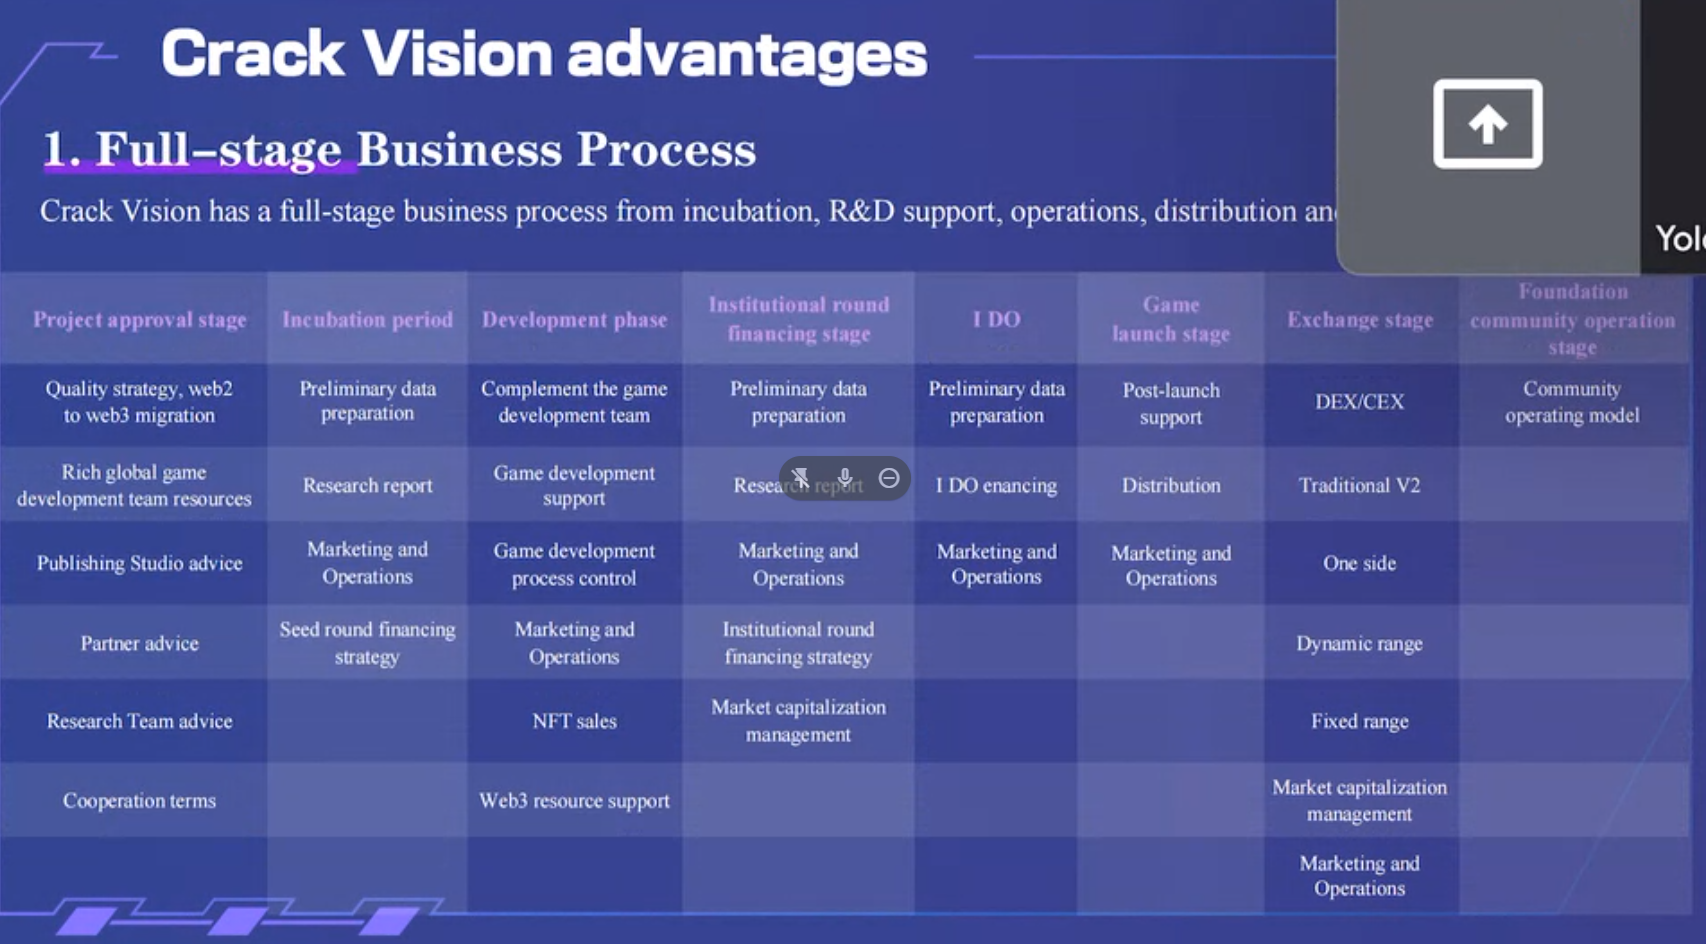 Crack Vision advantages
1. Full-stage Business Process
Crack Vision has a full-stage business process from incubation, R&D support, operations, distribution an
Yol
Project approval stage
Incubation period
Development phase
Institutional round
financing stage
I DO
Game
launch stage
Exchange stage
Foundation
community operation
stage
Quality strategy, web2
to web3 migration
Preliminary data
preparation
Complement the game
development team
Preliminary data
preparation
Preliminary data
preparation
Post-launch
support
DEX/CEX
Community
operating model
Rich global game
development team resources
Research report
Game development
support
Research report
I DO enancing
Distribution
Traditional V2
Publishing Studio advice
Marketing and
Operations
Game development
process control
Marketing and
Operations
Marketing and
Operations
Marketing and
Operations
One side
Partner advice
Seed round financing
strategy
Marketing and
Operations
Institutional round
financing strategy
Dynamic range
Research Team advice
NFT sales
Market capitalization
management
Fixed range
Cooperation terms
Web3 resource support
Market capitalization
management
Marketing and
Operations